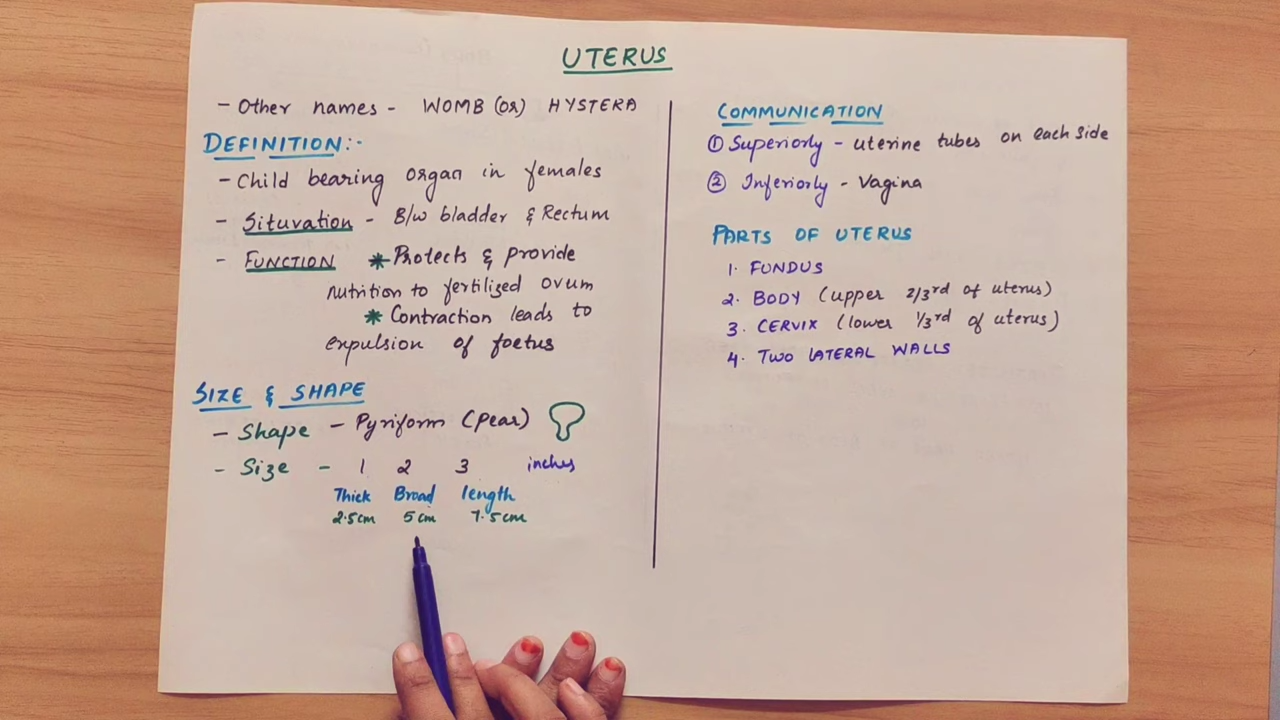 UTERUS
- Other names - WOMB (or) HYSTERA
DEFINITION:-
- Child bearing organ in females
- Situvation - B/w bladder & Rectum
- FUNCTION * Protects & provide
nutrition to fertilized ovum
* Contraction leads to
expulsion of foetus
SIZE & SHAPE
- Shape - Pyriform (pear)
- Size - 1 2 3 inches
Thick Broad length
2.5cm 5cm 7.5cm
COMMUNICATION
① Superiorly - uterine tubes on each side
② Inferiorly - Vagina
PARTS OF UTERUS
1. FUNDUS
2. BODY (upper 2/3rd of uterus)
3. CERVIX (lower 1/3rd of uterus)
4. TWO LATERAL WALLS